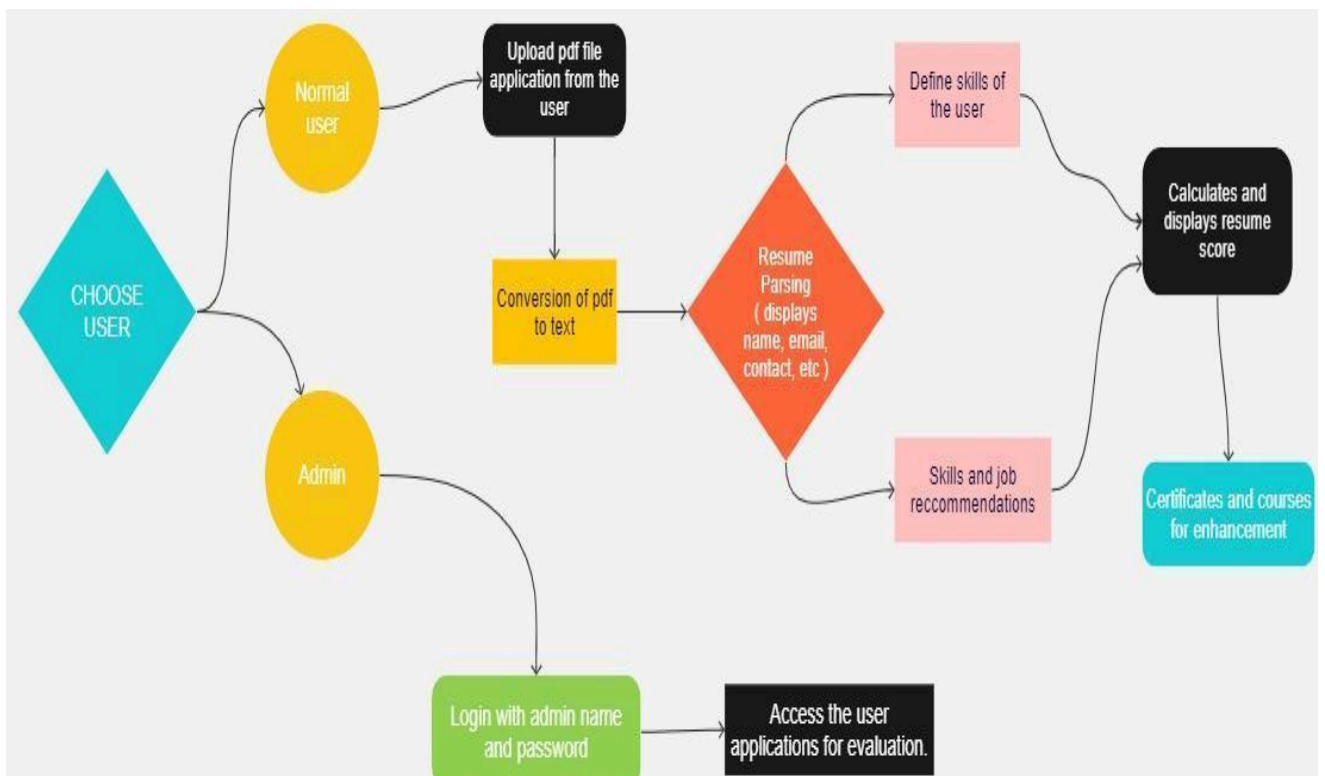 CHOOSE
USER
Normal
user
Upload pdf file
application from the
user
Conversion of pdf
to text
Resume
Parsing
( displays
name, email,
contact, etc )
Define skills of
the user
Skills and job
reccommendations
Calculates and
displays resume
score
Certificates and courses
for enhancement
Admin
Login with admin name
and password
Access the user
applications for evaluation.